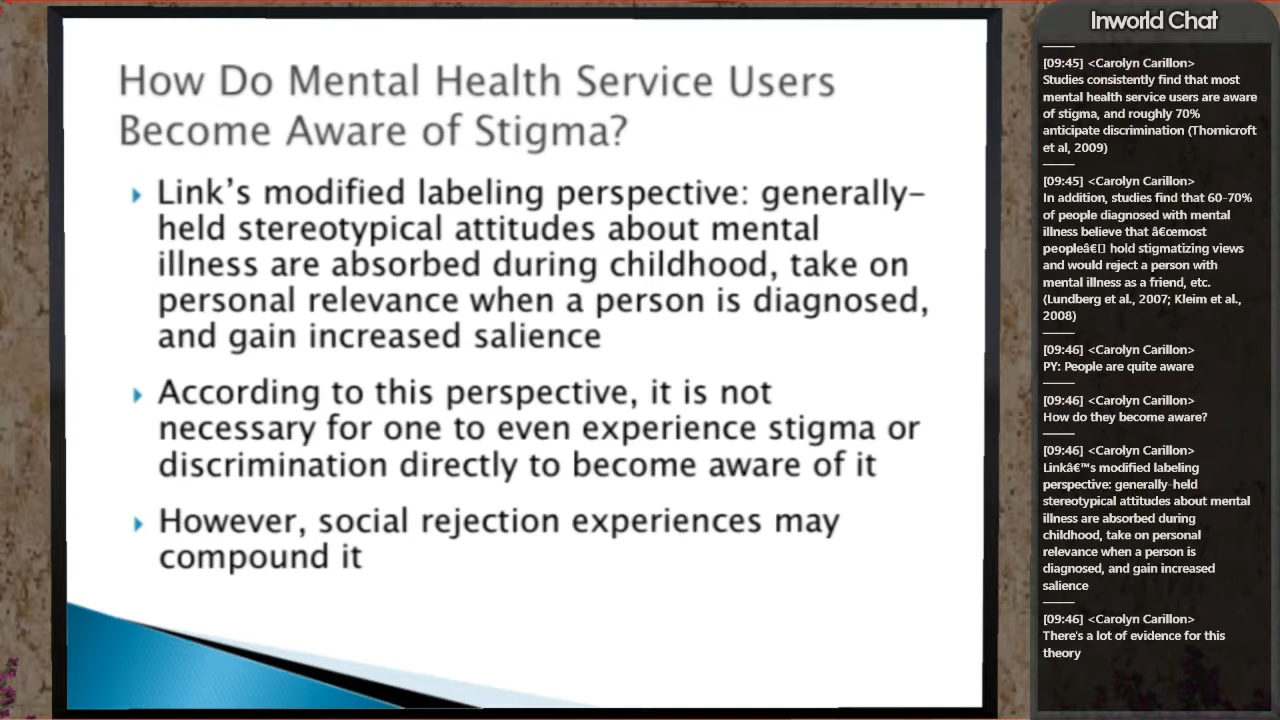 How Do Mental Health Service Users
Become Aware of Stigma?
Link’s modified labeling perspective: generally-
held stereotypical attitudes about mental
illness are absorbed during childhood, take on
personal relevance when a person is diagnosed,
and gain increased salience
According to this perspective, it is not
necessary for one to even experience stigma or
discrimination directly to become aware of it
However, social rejection experiences may
compound it
Inworld Chat
[09:45] <Carolyn Carillon>
Studies consistently find that most
mental health service users are aware
of stigma, and roughly 70%
anticipate discrimination (Thornicroft
et al, 2009)
[09:45] <Carolyn Carillon>
In addition, studies find that 60-70%
of people diagnosed with mental
illness believe that â€œmost
peopleâ€ hold stigmatizing views
and would reject a person with
mental illness as a friend, etc.
(Lundberg et al., 2007; Kleim et al.,
2008)
[09:46] <Carolyn Carillon>
PY: People are quite aware
[09:46] <Carolyn Carillon>
How do they become aware?
[09:46] <Carolyn Carillon>
Linkâ€™s modified labeling
perspective: generally-held
stereotypical attitudes about mental
illness are absorbed during
childhood, take on personal
relevance when a person is
diagnosed, and gain increased
salience
[09:46] <Carolyn Carillon>
There's a lot of evidence for this
theory